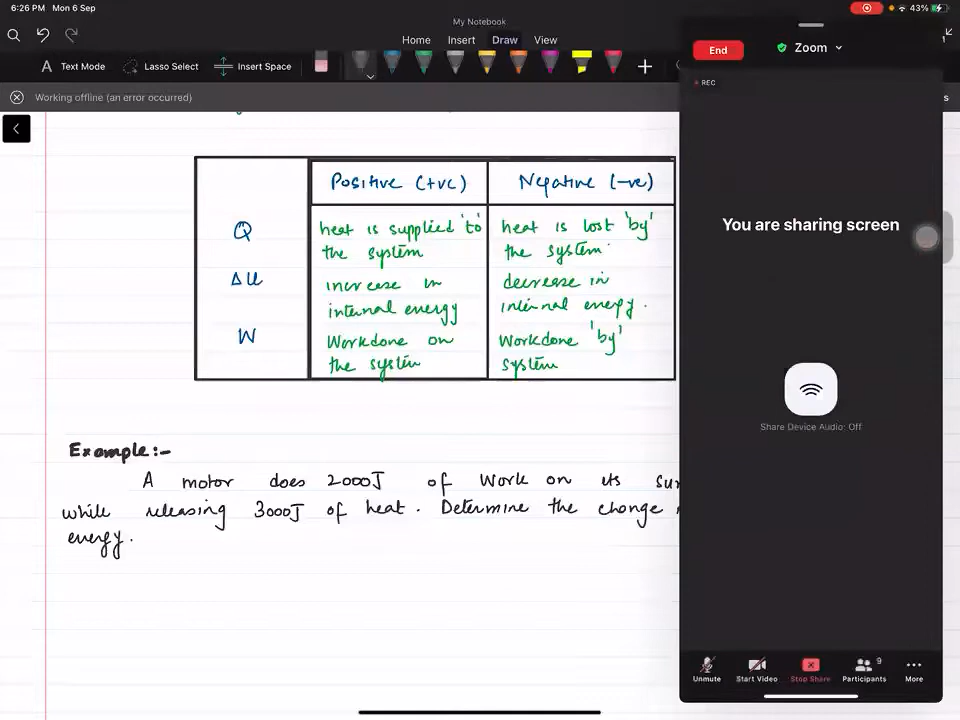 6:26 PM Mon 6 Sep
43%
My Notebook
Home Insert Draw View
Text Mode Lasso Select Insert Space
Working offline (an error occurred)
s
Positive (+ve) Negative (-ve)
Q heat is supplied 'to' the system heat is lost 'by' the system
ΔU increase in internal energy decrease in internal energy.
W Workdone on the system Workdone 'by' system
Example:-
A motor does 2000J of Work on its sur
while releasing 3000J of heat. Determine the change
energy.
End Zoom
REC
You are sharing screen
Share Device Audio: Off
9
Unmute Start Video Stop Share Participants More